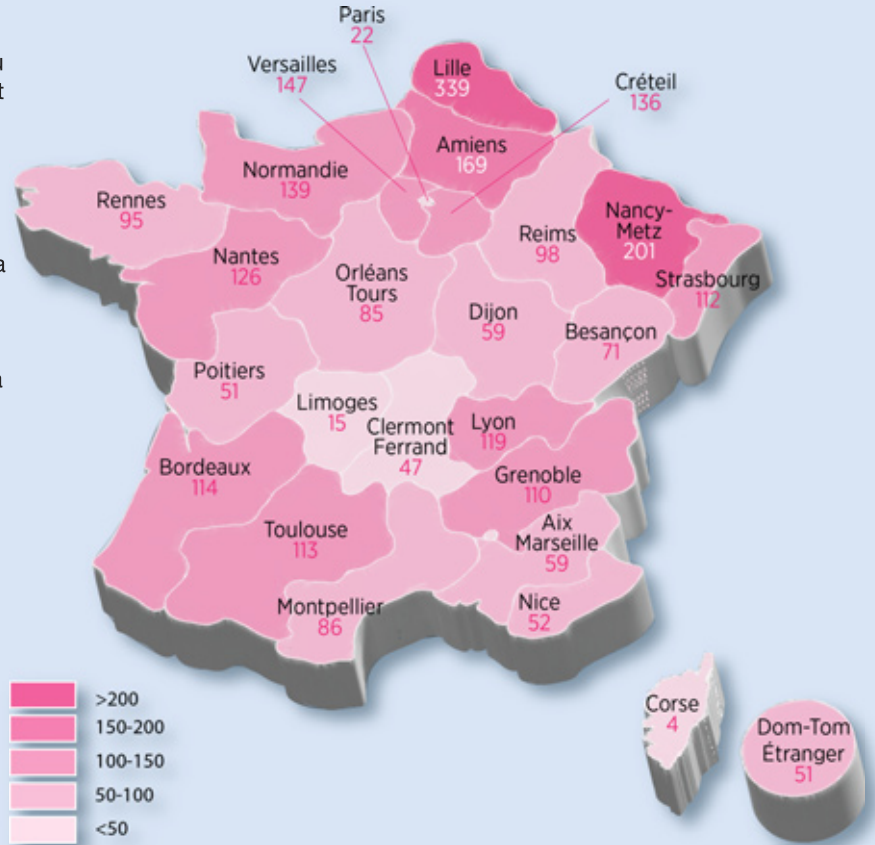 u
t
a
a
Paris
22
Versailles
147
Lille
339
Créteil
136
Amiens
169
Normandie
139
Rennes
95
Nancy-
Metz
201
Nantes
126
Reims
98
Strasbourg
112
Orléans
Tours
85
Dijon
59
Besançon
71
Poitiers
51
Limoges
15
Clermont
Ferrand
47
Lyon
119
Bordeaux
114
Grenoble
110
Toulouse
113
Aix
Marseille
59
Montpellier
86
Nice
52
Corse
4
Dom-Tom
Étranger
51
>200
150-200
100-150
50-100
<50